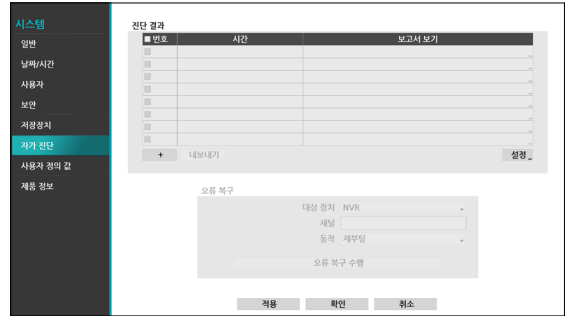 시스템
일반
날짜/시간
사용자
보안
저장장치
자가 진단
사용자 정의 값
제품 정보
진단 결과
번호 시간 보고서 보기
+ 내보내기 설정...
오류 복구
대상 장치 NVR
채널
동작 재부팅
오류 복구 수행
적용 확인 취소